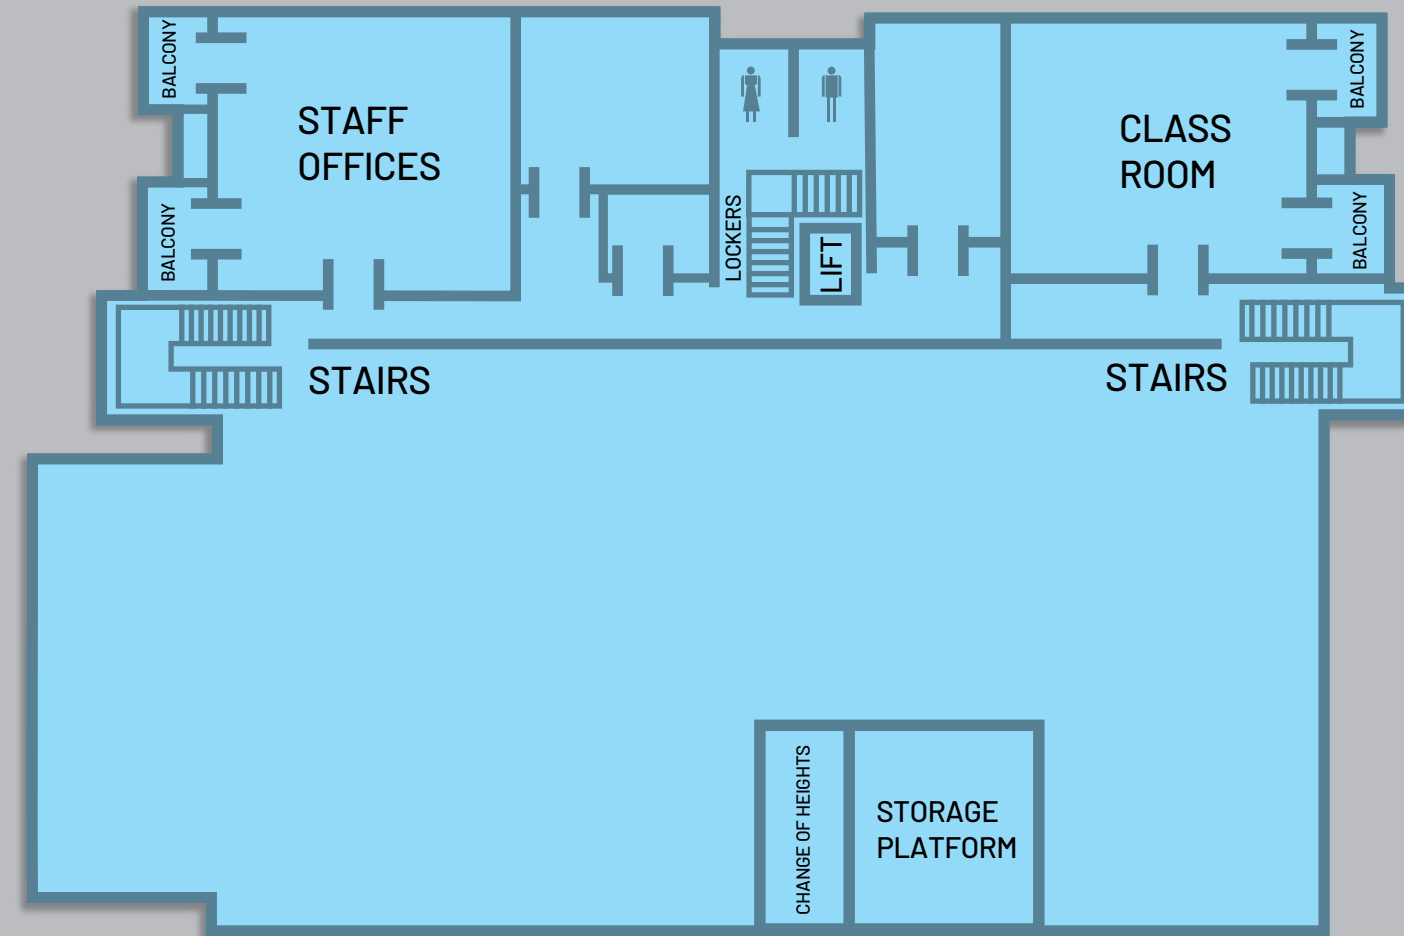 BALCONY
STAFF
OFFICES
BALCONY
LOCKERS
LIFT
CLASS
ROOM
BALCONY
BALCONY
STAIRS
STAIRS
CHANGE OF HEIGHTS
STORAGE
PLATFORM